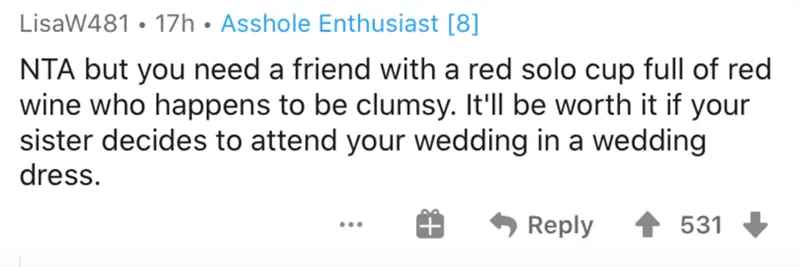 LisaW481 • 17h • Asshole Enthusiast [8]
NTA but you need a friend with a red solo cup full of red
wine who happens to be clumsy. It'll be worth it if your
sister decides to attend your wedding in a wedding
dress.
... Reply 531